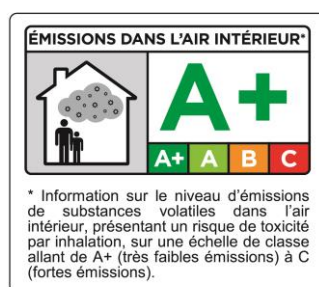 ÉMISSIONS DANS L'AIR INTÉRIEUR*
A+
A+ A B C
* Information sur le niveau d'émissions
de substances volatiles dans l'air
intérieur, présentant un risque de toxicité
par inhalation, sur une échelle de classe
allant de A+ (très faibles émissions) à C
(fortes émissions).